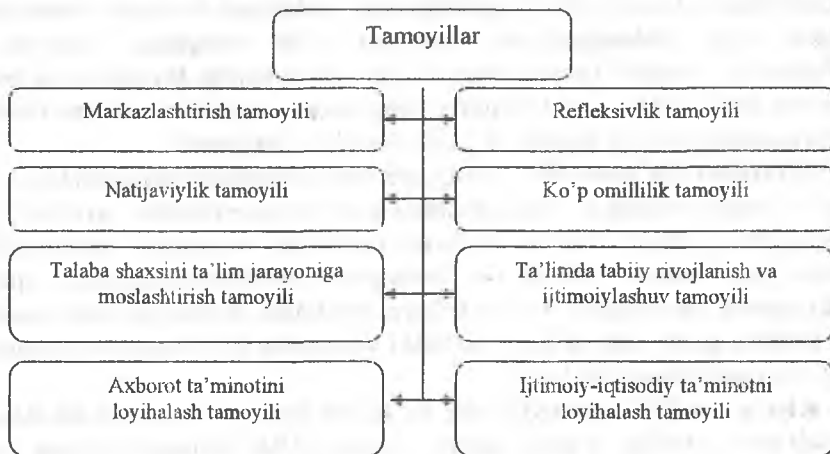 Tamoyillar
Markazlashtirish tamoyili
Refleksivlik tamoyili
Natijaviylik tamoyili
Ko’p omillilik tamoyili
Talaba shaxsini ta’lim jarayoniga
moslashtirish tamoyili
Ta’limda tabiiy rivojlanish va
ijtimoiylashuv tamoyili
Axborot ta’minotini
loyihalash tamoyili
Ijtimoiy-iqtisodiy ta’minotni
loyihalash tamoyili